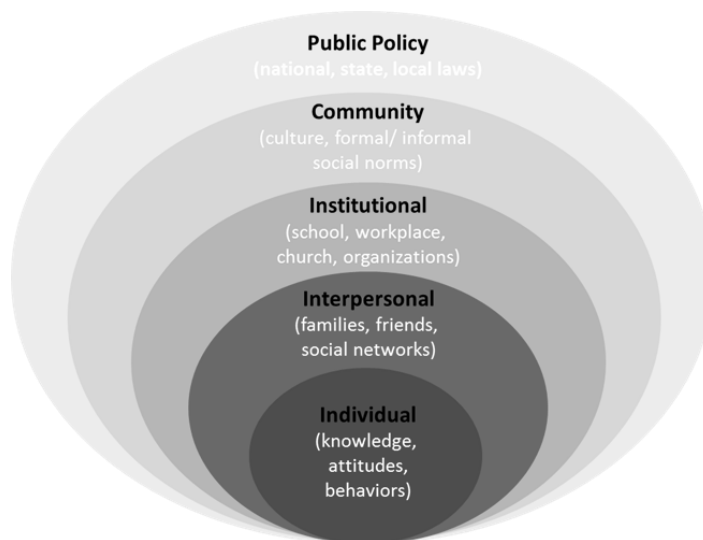 Public Policy
(national, state, local laws)
Community
(culture, formal/ informal
social norms)
Institutional
(school, workplace,
church, organizations)
Interpersonal
(families, friends,
social networks)
Individual
(knowledge,
attitudes,
behaviors)